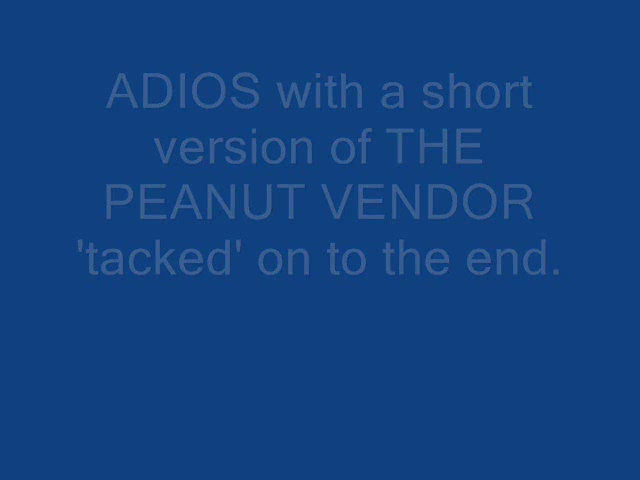 ADIOS with a short
version of THE
PEANUT VENDOR
'tacked' on to the end.